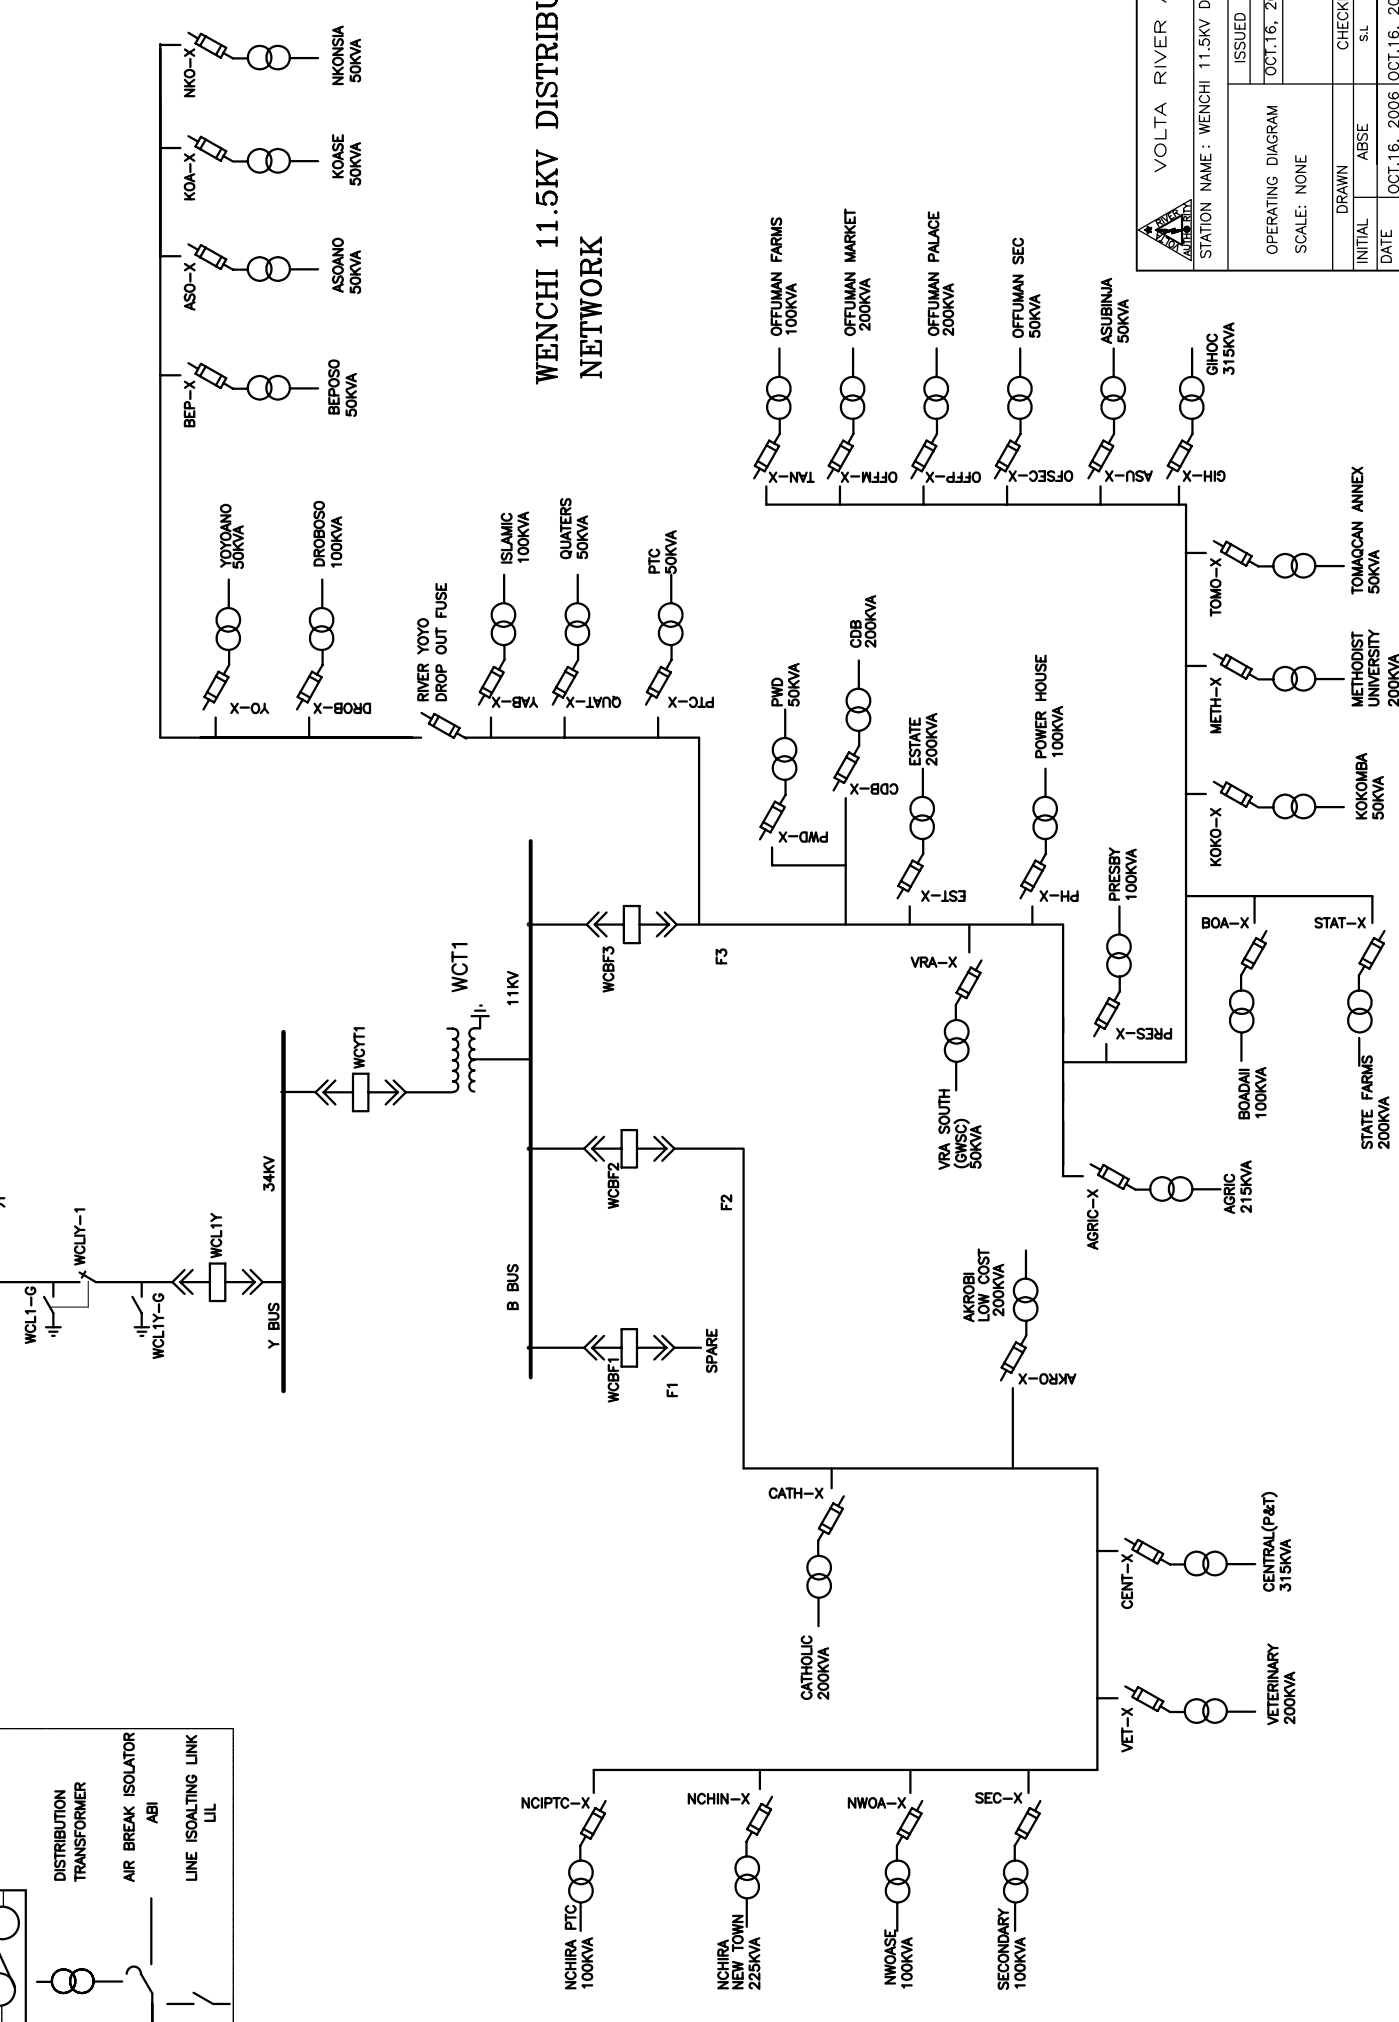 NKO-X
NKONSIA
50KVA
KOA-X
KOASE
50KVA
ASO-X
ASOANO
50KVA
BEP-X
BEPOSO
50KVA
WENCHI 11.5KV
NETWORK
YOYOANO
50KVA
YO-X
DROBOSO
100KVA
DROB-X
RIVER YOYO
DROP OUT FUSE
ISLAMIC
100KVA
YAB-X
QUATERS
50KVA
QUAT-X
PTC
50KVA
PTC-X
PWD
50KVA
PWD-X
CDB
200KVA
CDB-X
ESTATE
200KVA
EST-X
POWER HOUSE
100KVA
PH-X
PRESBY
100KVA
PRES-X
OFFUMAN FARMS
100KVA
TAN-X
OFFUMAN MARKET
200KVA
OFFM-X
OFFUMAN PALACE
200KVA
OFFP-X
OFFUMAN SEC
50KVA
OFSEC-X
ASUBINJA
50KVA
ASU-X
GIHOC
315KVA
GIH-X
TOMO-X
TOMAQCAN ANNEX
50KVA
METH-X
METHODIST
UNIVERSITY
200KVA
KOKO-X
KOKOMBA
50KVA
BOA-X
BOADAII
100KVA
STAT-X
STATE FARMS
200KVA
VRA-X
VRA SOUTH
(GWSC)
50KVA
AGRIC-X
AGRIC
215KVA
WCLIY-1
WCL1-G
WCL1Y-G
WCL1Y
Y BUS
34KV
WCYT1
WCT1
11KV
B BUS
WCBF3
F3
WCBF2
F2
WCBF1
F1
SPARE
AKROBI
LOW COST
200KVA
AKRO-X
CATH-X
CATHOLIC
200KVA
CENT-X
CENTRAL(P&T)
315KVA
VET-X
VETERINARY
200KVA
NCIPTC-X
NCHIRA PTC
100KVA
NCHIN-X
NCHIRA
NEW TOWN
225KVA
NWOA-X
NWOASE
100KVA
SEC-X
SECONDARY
100KVA
DISTRIBUTION
TRANSFORMER
AIR BREAK ISOLATOR
ABI
LINE ISOALTING LINK
LIL
VOLTA RIVER AUTHORITY
VOLTA RIVER
STATION NAME: WENCHI 11.5KV
OPERATING DIAGRAM
SCALE: NONE
ISSUED
OCT.16,
DRAWN
INITIAL
ABSE
S.L
DATE
OCT.16, 2006
OCT.16,